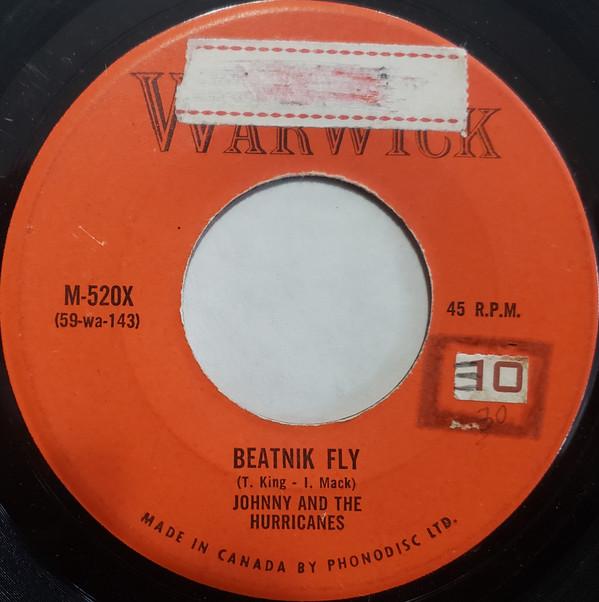 WARWICK
M-520X
(59-wa-143)
45 R.P.M.
10
30
BEATNIK FLY
(T. King - I. Mack)
JOHNNY AND THE
HURRICANES
MADE IN CANADA BY PHONODISC LTD.